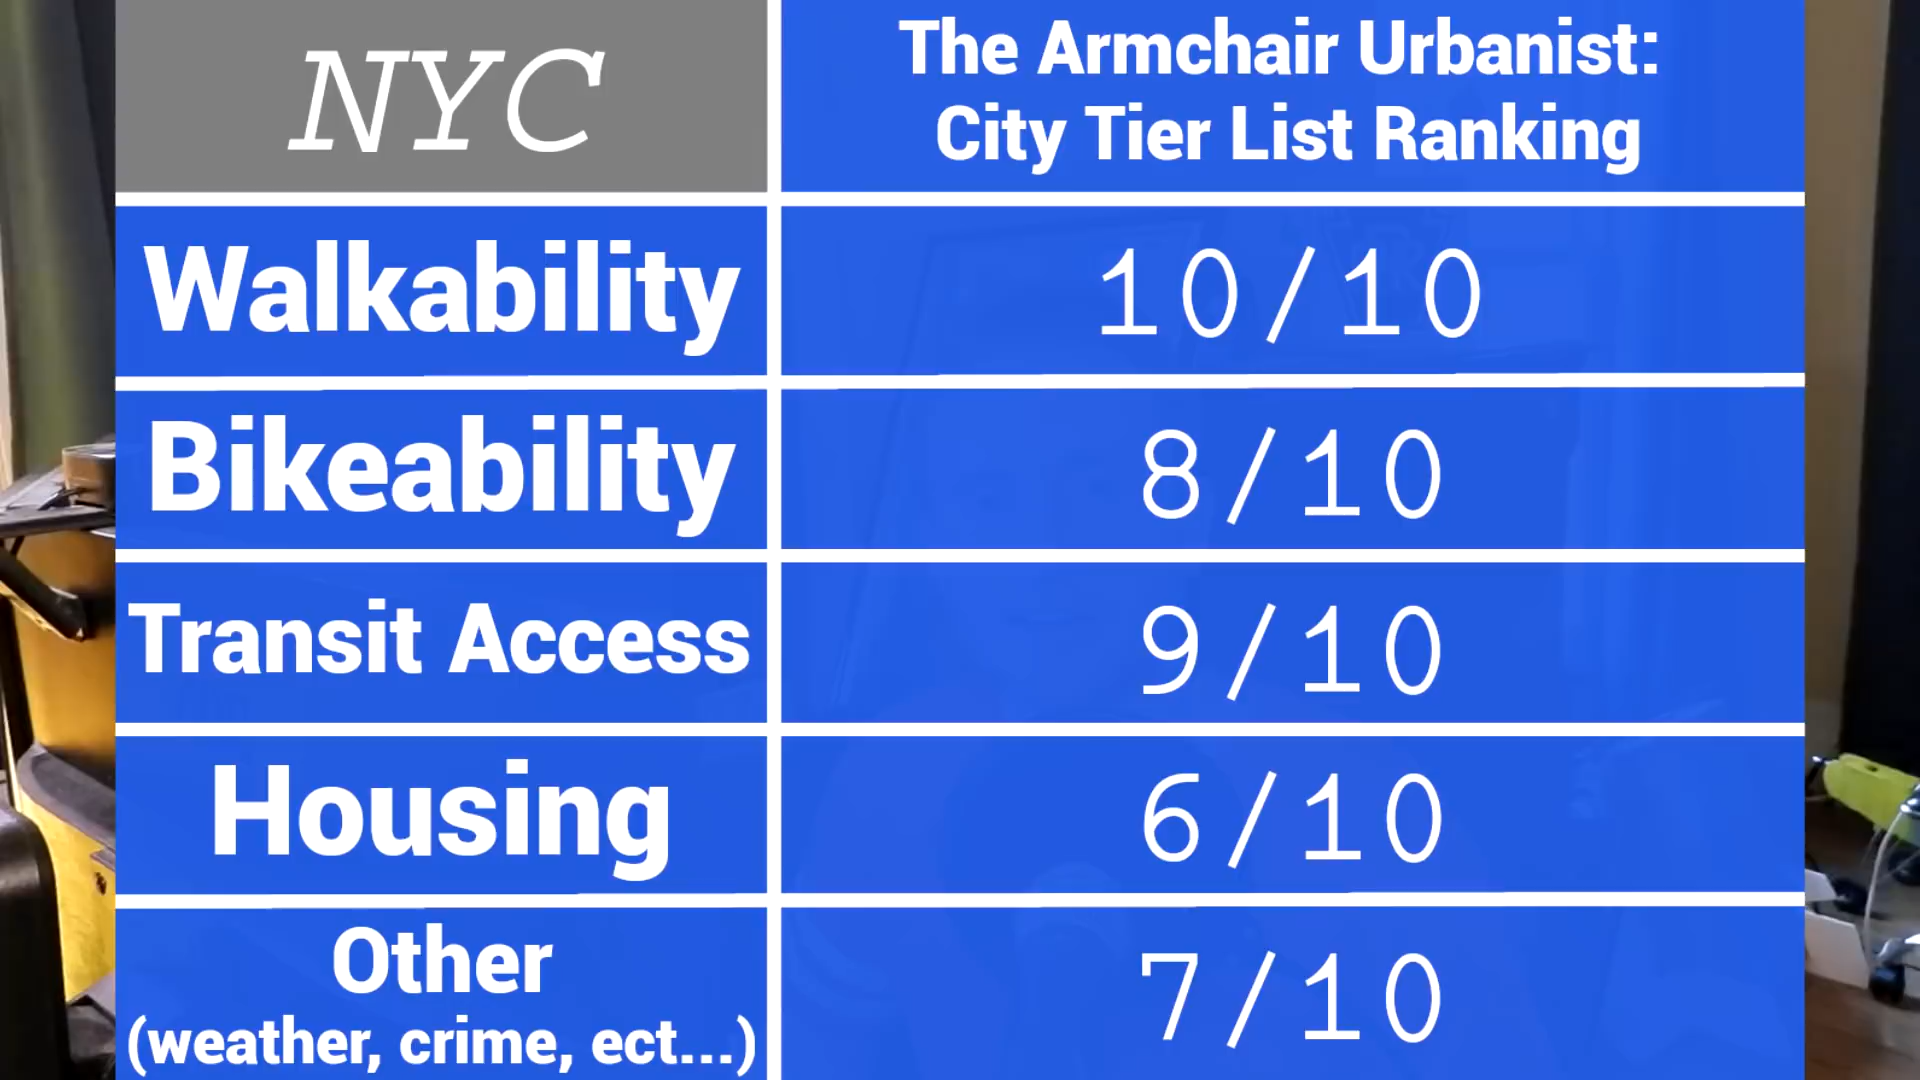 NYC
The Armchair Urbanist:
City Tier List Ranking
Walkability
10/10
Bikeability
8/10
Transit Access
9/10
Housing
6/10
Other
(weather, crime, ect...)
7/10